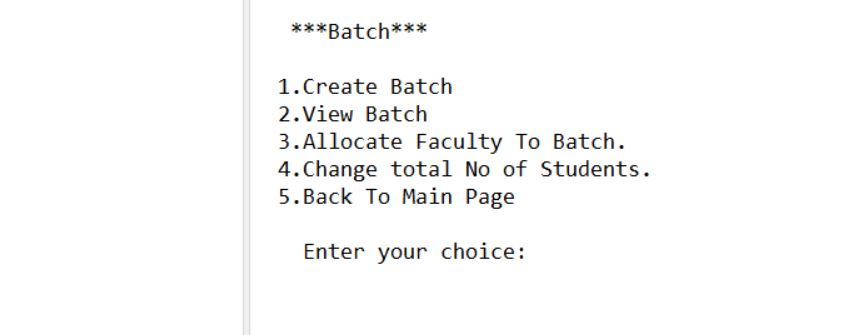 ***Batch***
1.Create Batch
2.View Batch
3.Allocate Faculty To Batch.
4.Change total No of Students.
5.Back To Main Page
Enter your choice: